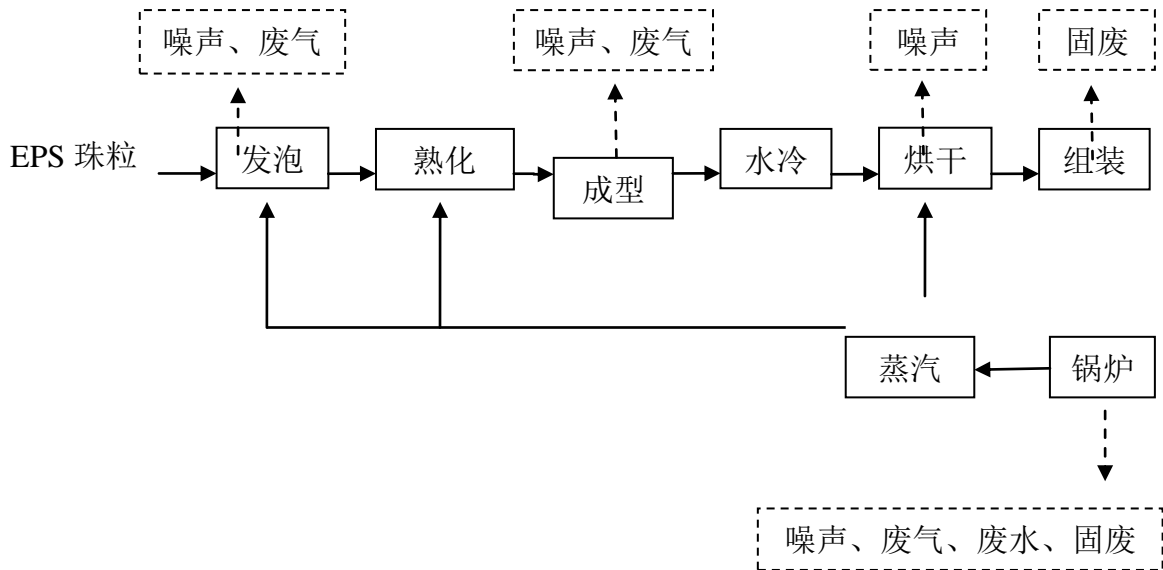 噪声、废气
噪声、废气
噪声
固废
EPS 珠粒
发泡
熟化
成型
水冷
烘干
组装
蒸汽
锅炉
噪声、废气、废水、固废